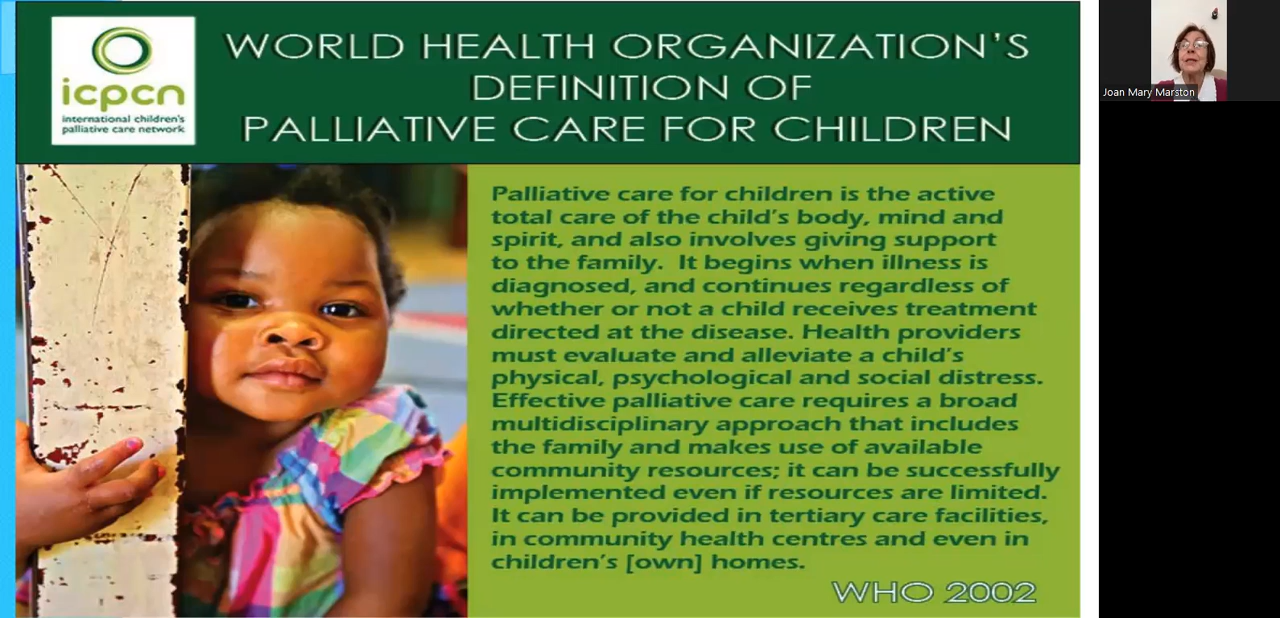 icpcn
international children's
palliative care network
WORLD HEALTH ORGANIZATION'S
DEFINITION OF
PALLIATIVE CARE FOR CHILDREN
Palliative care for children is the active
total care of the child's body, mind and
spirit, and also involves giving support
to the family.  It begins when illness is
diagnosed, and continues regardless of
whether or not a child receives treatment
directed at the disease. Health providers
must evaluate and alleviate a child's
physical, psychological and social distress.
Effective palliative care requires a broad
multidisciplinary approach that includes
the family and makes use of available
community resources; it can be successfully
implemented even if resources are limited.
It can be provided in tertiary care facilities,
in community health centres and even in
children's [own] homes.
WHO 2002
Joan Mary Marston